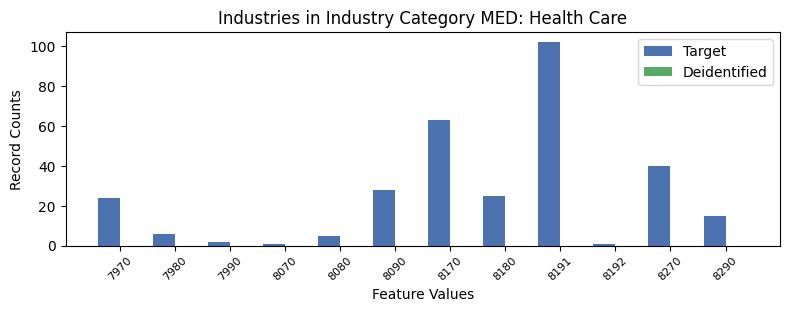 Industries in Industry Category MED: Health Care
Target
Deidentified
Record Counts
100
80
60
40
20
0
7970 7980 7990 8070 8080 8090 8170 8180 8191 8192 8270 8290
Feature Values